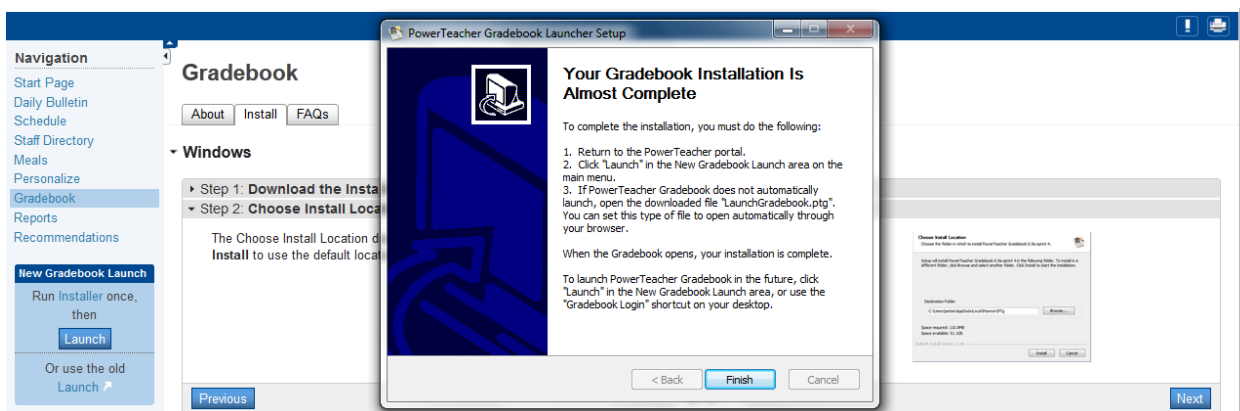 Navigation
Start Page
Daily Bulletin
Schedule
Staff Directory
Meals
Personalize
Gradebook
Reports
Recommendations
New Gradebook Launch
Run Installer once,
then
Launch
Or use the old
Launch
Gradebook
About Install FAQs
Windows
Step 1: Download the Insta
Step 2: Choose Install Loca
The Choose Install Location d
Install to use the default locat
Previous
PowerTeacher Gradebook Launcher Setup
Your Gradebook Installation Is
Almost Complete
To complete the installation, you must do the following:
1. Return to the PowerTeacher portal.
2. Click "Launch" in the New Gradebook Launch area on the
main menu.
3. If PowerTeacher Gradebook does not automatically
launch, open the downloaded file "LaunchGradebook.ptg".
You can set this type of file to open automatically through
your browser.
When the Gradebook opens, your installation is complete.
To launch PowerTeacher Gradebook in the future, click
"Launch" in the New Gradebook Launch area, or use the
"Gradebook Login" shortcut on your desktop.
< Back Finish Cancel
Choose Install Location
Destination Folder
Browse...
Install Cancel
Next